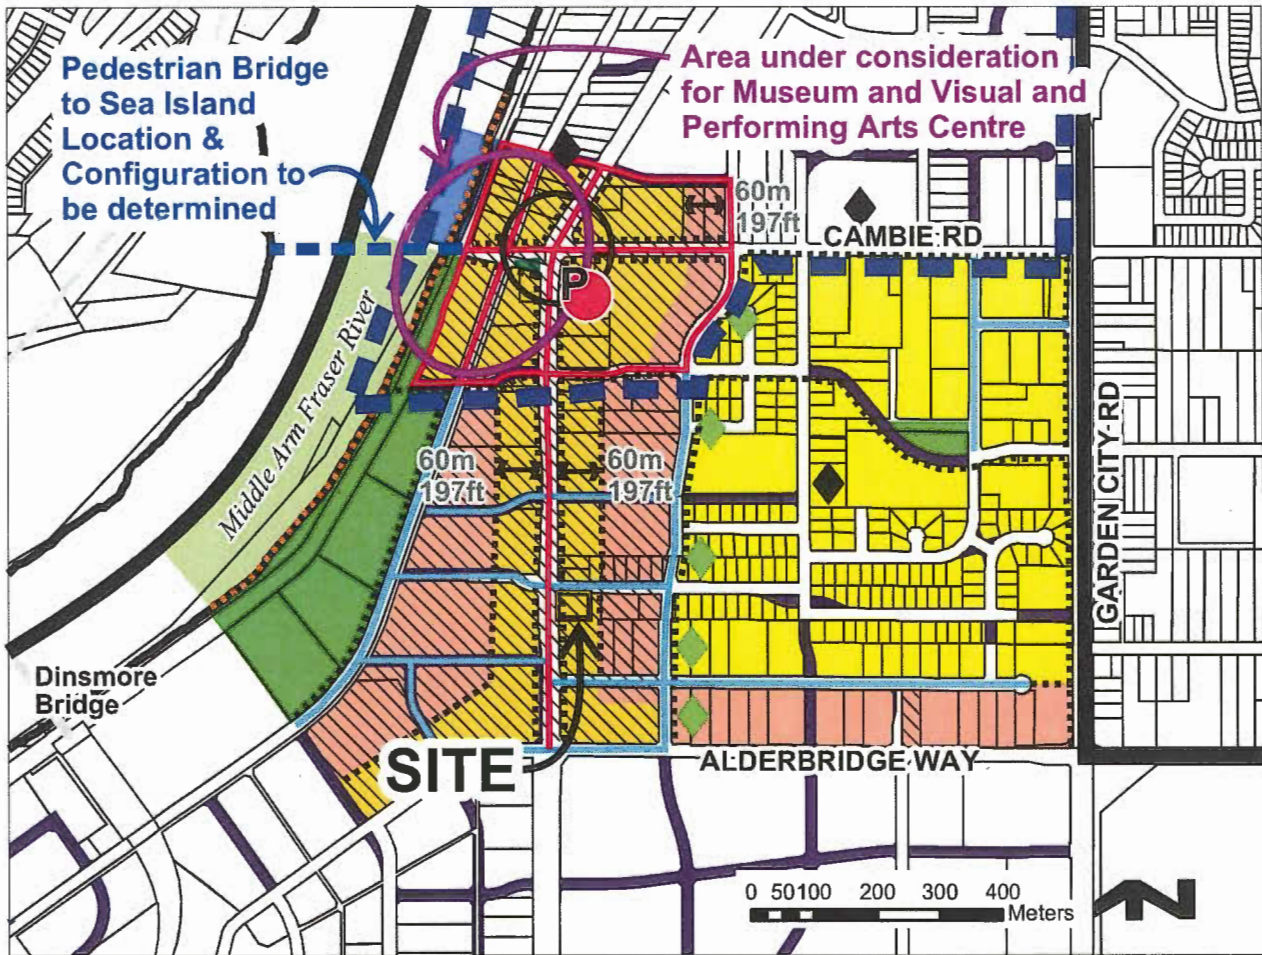 Pedestrian Bridge
to Sea Island
Location &
Configuration to
be determined
Area under consideration
for Museum and Visual and
Performing Arts Centre
60m
197ft
CAMBIE RD
P
Middle Arm Fraser River
60m
197ft
60m
197ft
GARDEN CITY RD
Dinsmore
Bridge
SITE
ALDERBRIDGE WAY
0 50 100 200 300 400
Meters
N